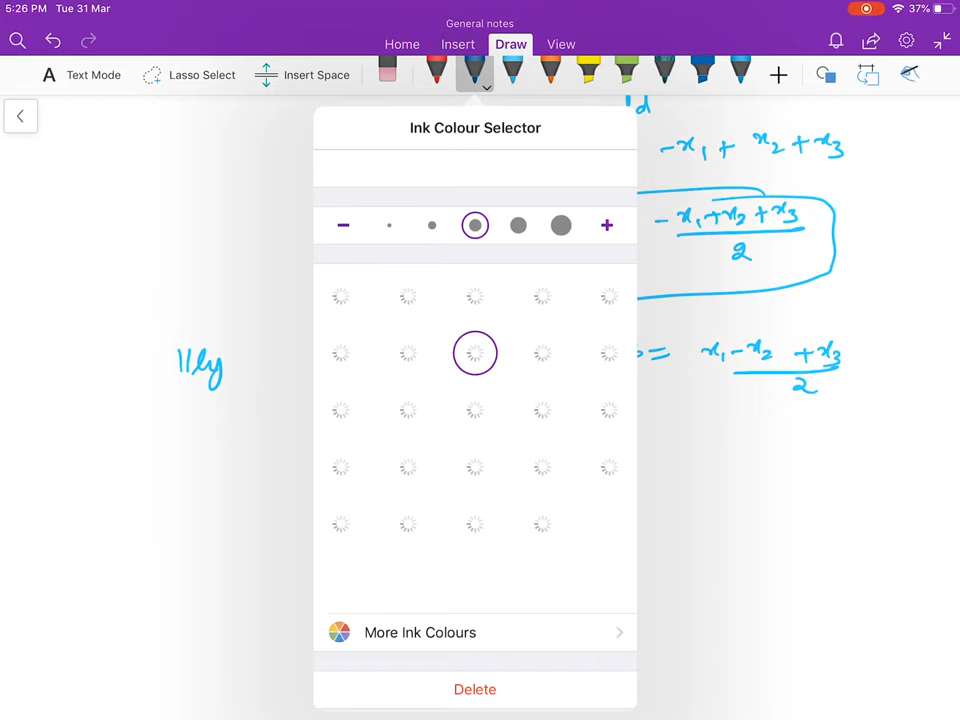 5:26 PM Tue 31 Mar 37%
General notes
Home Insert Draw View
A Text Mode Lasso Select Insert Space
Ink Colour Selector
-x₁ + x₂ + x₃
-x₁+x₂+x₃
2
lly = x₁-x₂ +x₃
2
More Ink Colours
Delete